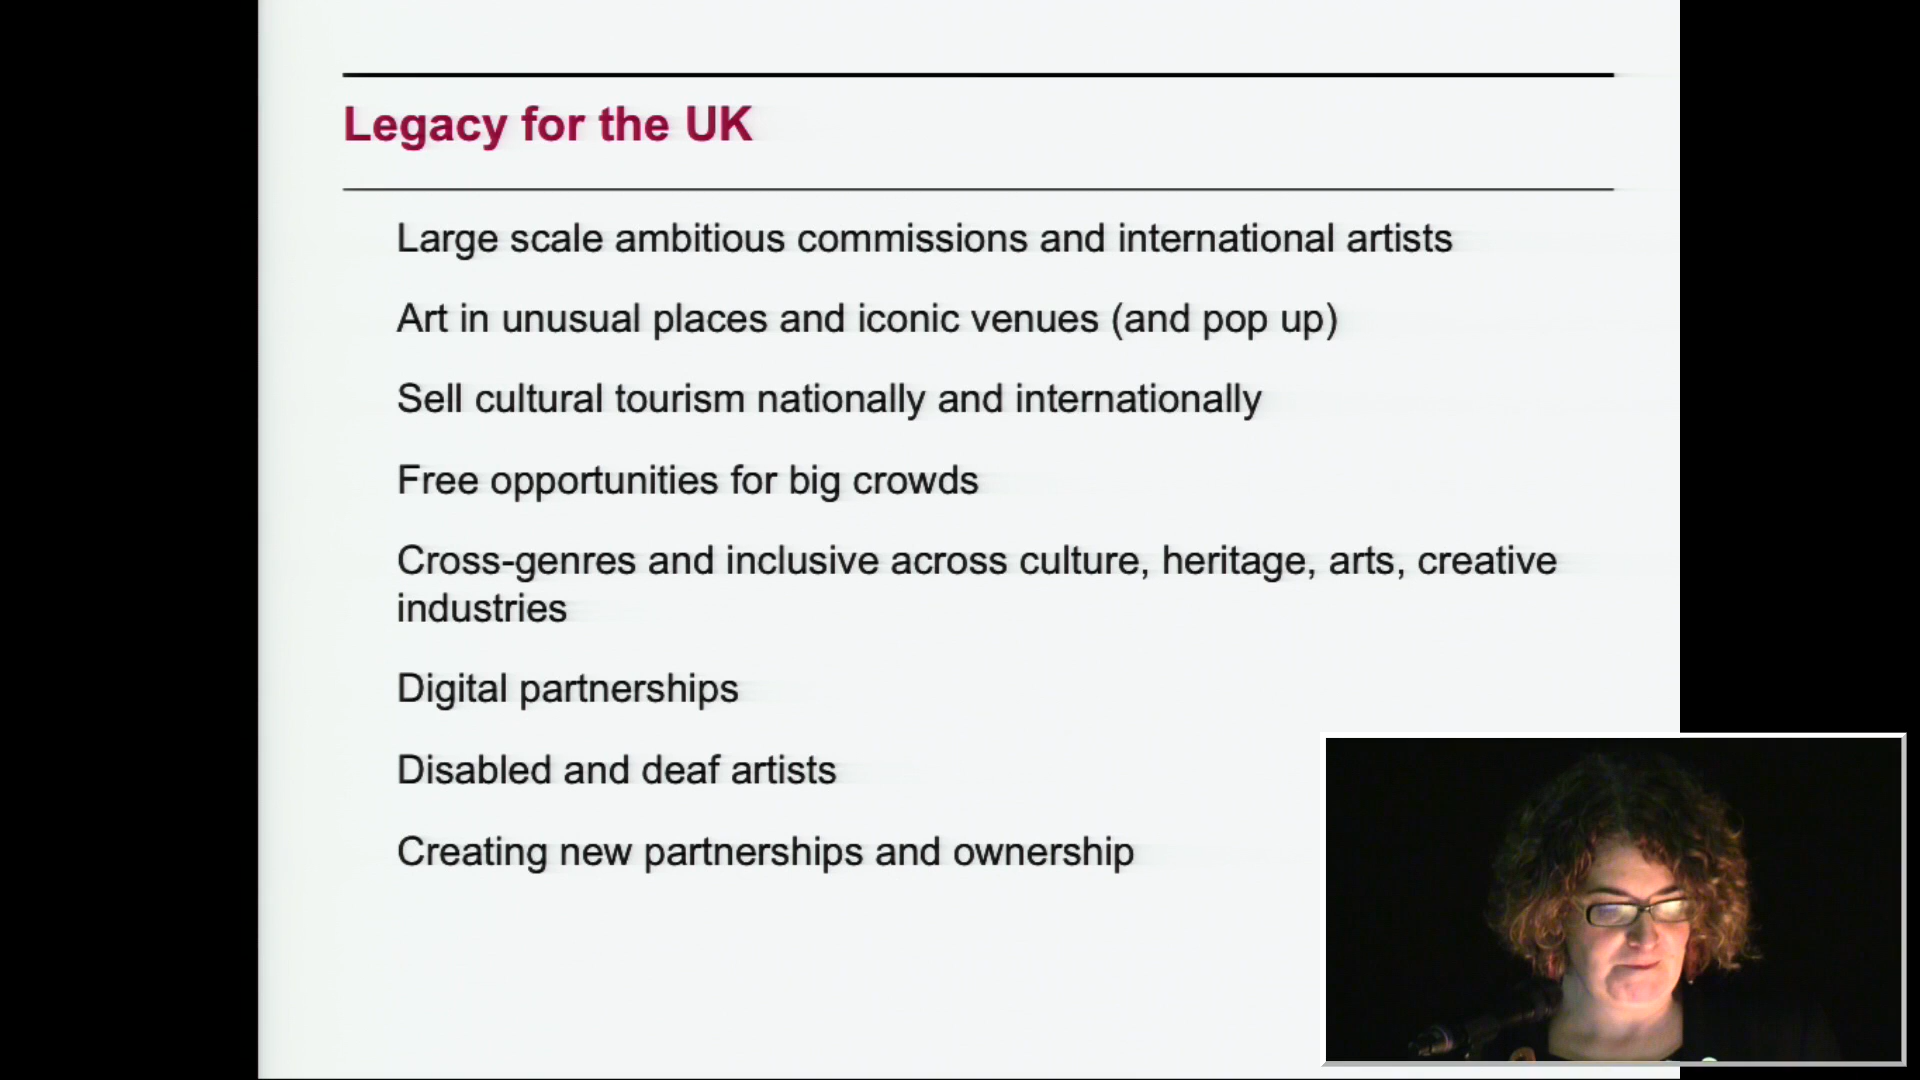 Legacy for the UK
Large scale ambitious commissions and international artists
Art in unusual places and iconic venues (and pop up)
Sell cultural tourism nationally and internationally
Free opportunities for big crowds
Cross-genres and inclusive across culture, heritage, arts, creative
industries
Digital partnerships
Disabled and deaf artists
Creating new partnerships and ownership